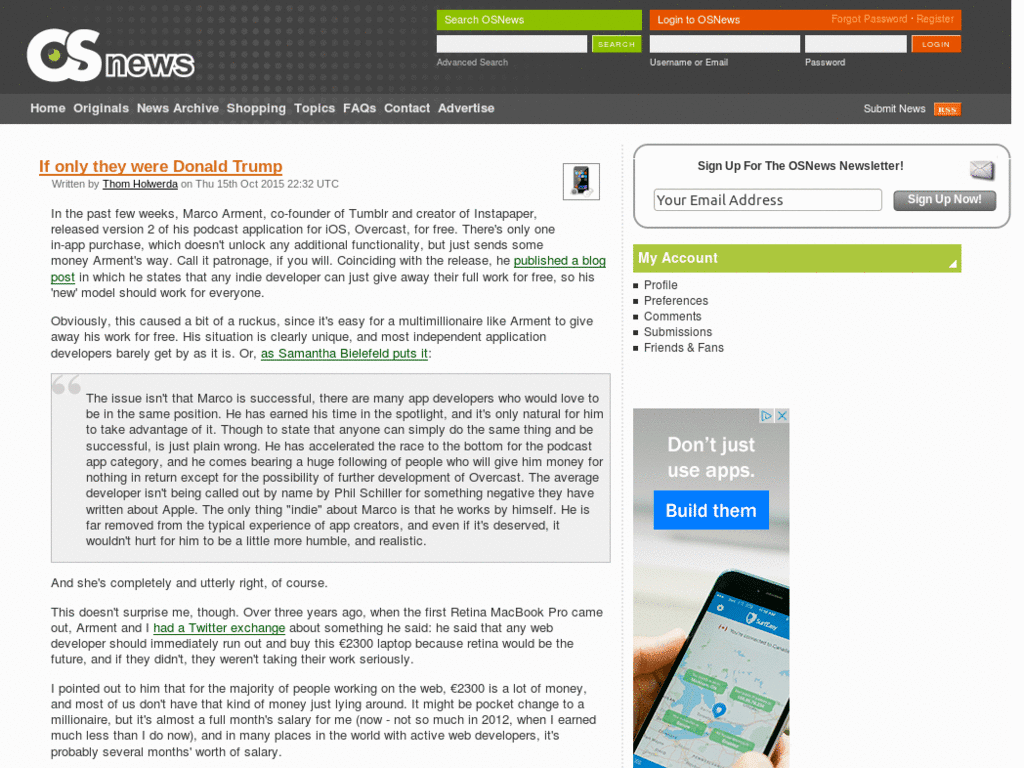 OSnews
Search OSNews
SEARCH
Advanced Search
Login to OSNews
Forgot Password · Register
LOGIN
Username or Email
Password
Home Originals News Archive Shopping Topics FAQs Contact Advertise
Submit News RSS
If only they were Donald Trump
Written by Thom Holwerda on Thu 15th Oct 2015 22:32 UTC
In the past few weeks, Marco Arment, co-founder of Tumblr and creator of Instapaper,
released version 2 of his podcast application for iOS, Overcast, for free. There's only one
in-app purchase, which doesn't unlock any additional functionality, but just sends some
money Arment's way. Call it patronage, if you will. Coinciding with the release, he published a blog
post in which he states that any indie developer can just give away their full work for free, so his
'new' model should work for everyone.
Obviously, this caused a bit of a ruckus, since it's easy for a multimillionaire like Arment to give
away his work for free. His situation is clearly unique, and most independent application
developers barely get by as it is. Or, as Samantha Bielefeld puts it:
The issue isn't that Marco is successful, there are many app developers who would love to
be in the same position. He has earned his time in the spotlight, and it's only natural for him
to take advantage of it. Though to state that anyone can simply do the same thing and be
successful, is just plain wrong. He has accelerated the race to the bottom for the podcast
app category, and he comes bearing a huge following of people who will give him money for
nothing in return except for the possibility of further development of Overcast. The average
developer isn't being called out by name by Phil Schiller for something negative they have
written about Apple. The only thing "indie" about Marco is that he works by himself. He is
far removed from the typical experience of app creators, and even if it's deserved, it
wouldn't hurt for him to be a little more humble, and realistic.
And she's completely and utterly right, of course.
This doesn't surprise me, though. Over three years ago, when the first Retina MacBook Pro came
out, Arment and I had a Twitter exchange about something he said: he said that any web
developer should immediately run out and buy this €2300 laptop because retina would be the
future, and if they didn't, they weren't taking their work seriously.
I pointed out to him that for the majority of people working on the web, €2300 is a lot of money,
and most of us don't have that kind of money just lying around. It might be pocket change to a
millionaire, but it's almost a full month's salary for me (now - not so much in 2012, when I earned
much less than I do now), and in many places in the world with active web developers, it's
probably several months' worth of salary.
Sign Up For The OSNews Newsletter!
Your Email Address
Sign Up Now!
My Account
Profile
Preferences
Comments
Submissions
Friends & Fans
Don't just
use apps.
Build them
SurfEasy
You're connected to Canada